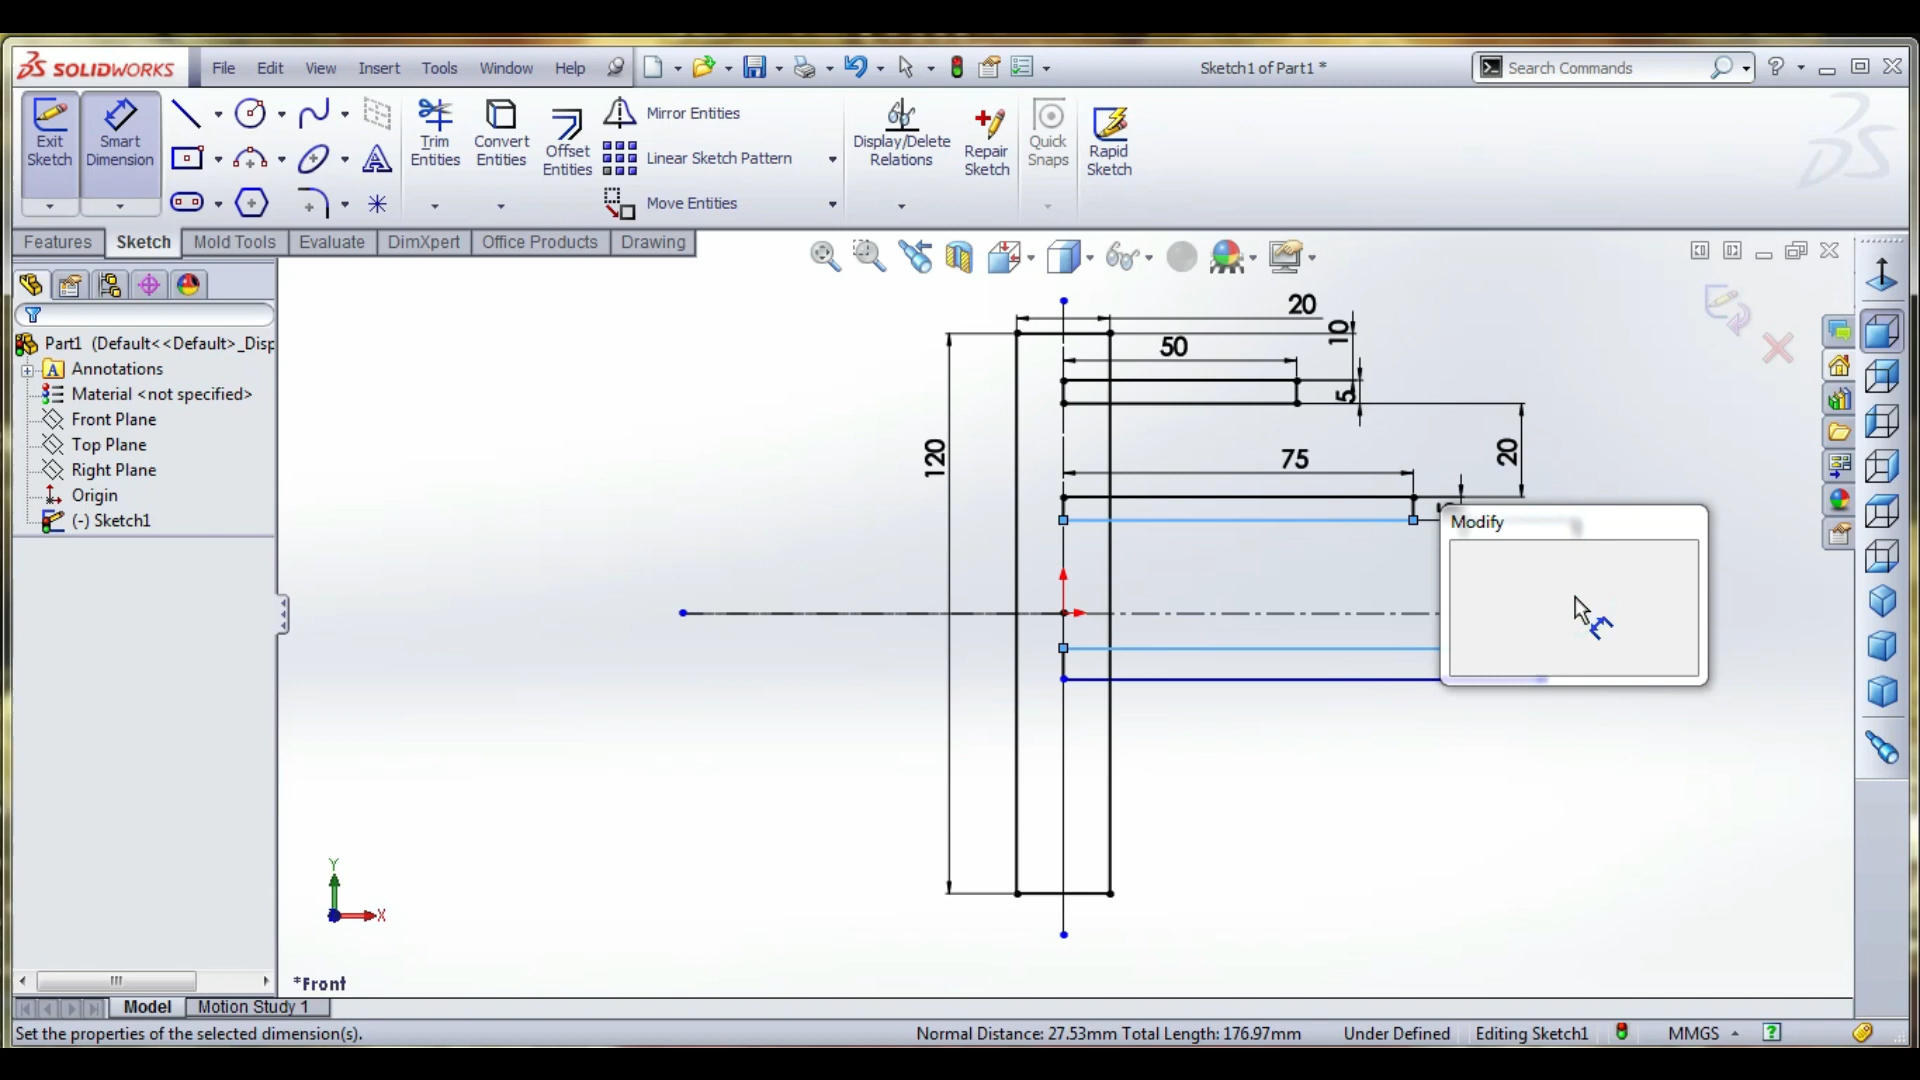 SOLIDWORKS File Edit View Insert Tools Window Help Sketch1 of Part1 * Search Commands
Exit Sketch
Smart Dimension
Trim Entities
Convert Entities
Offset Entities
Mirror Entities
Linear Sketch Pattern
Move Entities
Display/Delete Relations
Repair Sketch
Quick Snaps
Rapid Sketch
Features Sketch Mold Tools Evaluate DimXpert Office Products Drawing
Part1 (Default<<Default>_Disp
Annotations
Material <not specified>
Front Plane
Top Plane
Right Plane
Origin
(-) Sketch1
20
10
50
5
120
75
20
Modify
Y
X
*Front
Model Motion Study 1
Set the properties of the selected dimension(s). Normal Distance: 27.53mm Total Length: 176.97mm Under Defined Editing Sketch1 MMGS